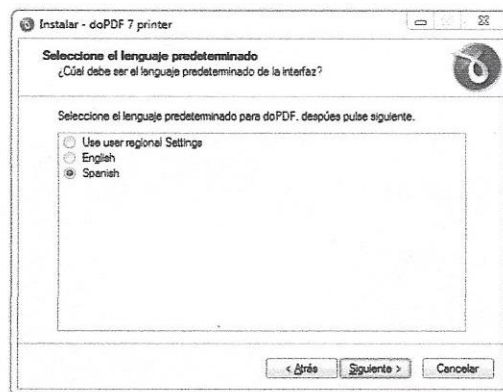 Instalar - doPDF 7 printer
Seleccione el lenguaje predeterminado
¿Cúal debe ser el lenguaje predeterminado de la interfaz?
Seleccione el lenguaje predeterminado para doPDF, despúes pulse siguiente.
Use user regional Settings
English
Spanish
< Atrás
Siguiente >
Cancelar